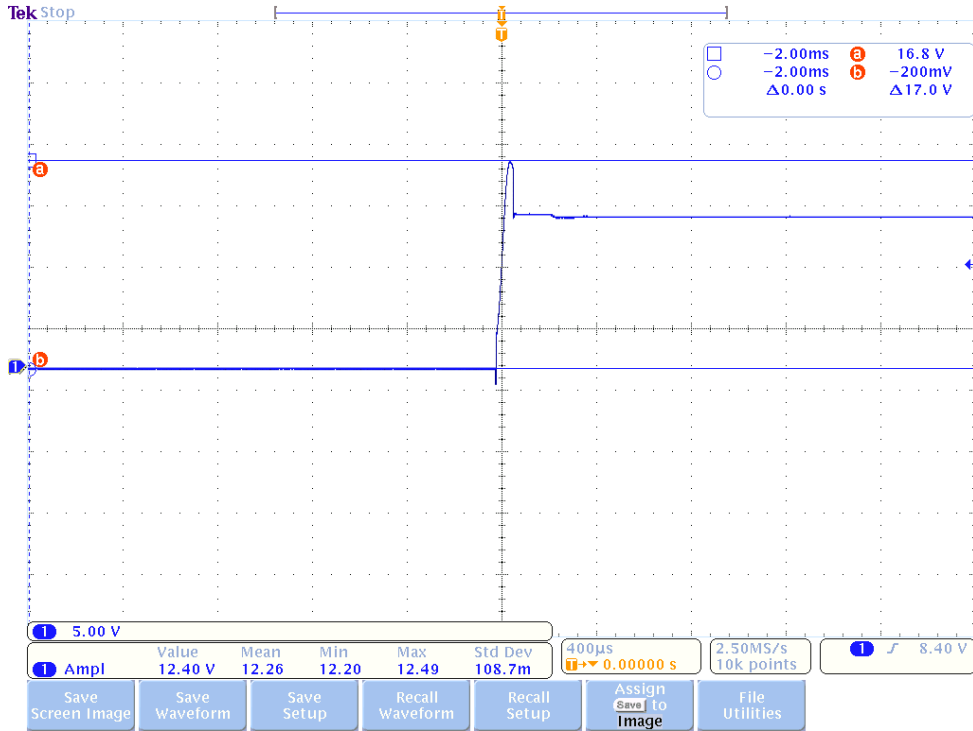 Tek Stop
T
T
−2.00ms a 16.8 V
−2.00ms b −200mV
Δ0.00 s Δ17.0 V
a
b
1
1 5.00 V
Value Mean Min Max Std Dev
1 Ampl 12.40 V 12.26 12.20 12.49 108.7m
400µs
T→▼ 0.00000 s
2.50MS/s
10k points
1 ∫ 8.40 V
Save
Screen Image
Save
Waveform
Save
Setup
Recall
Waveform
Recall
Setup
Assign
Save to
Image
File
Utilities